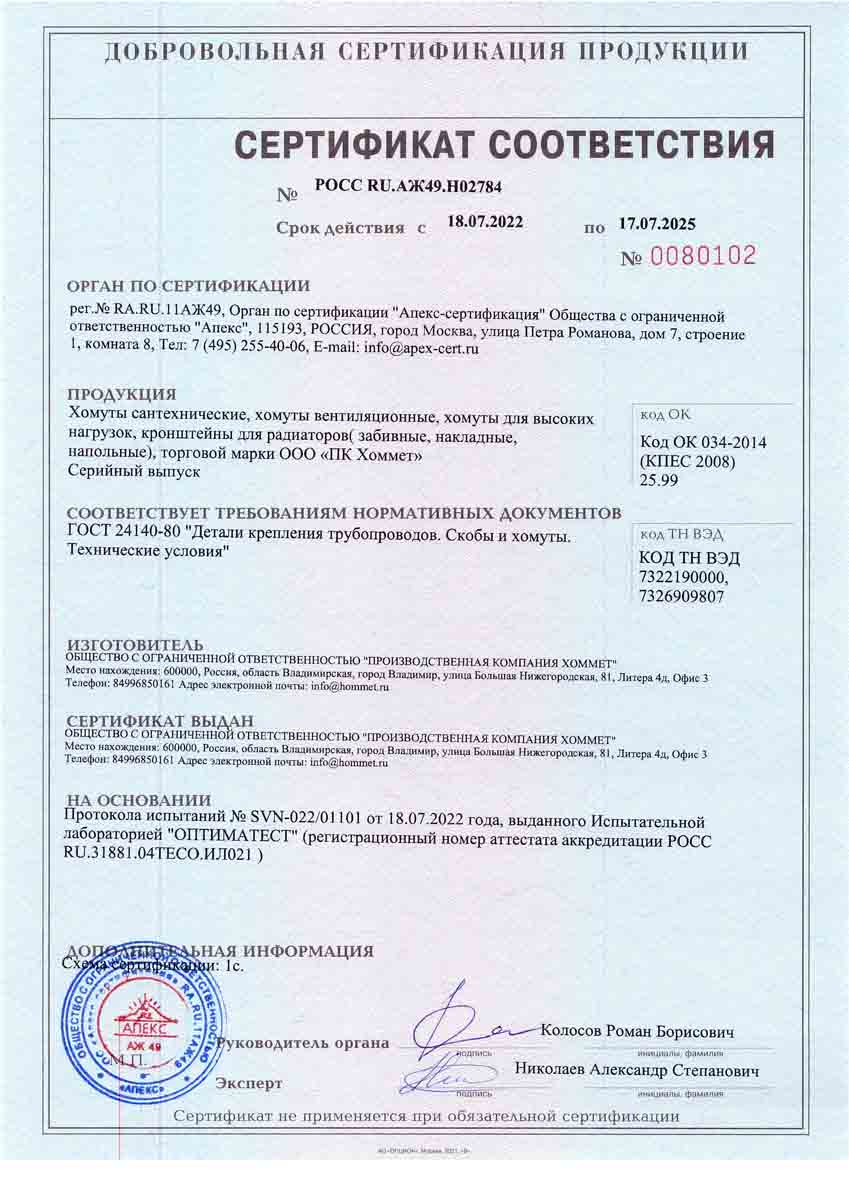 ДОБРОВОЛЬНАЯ СЕРТИФИКАЦИЯ ПРОДУКЦИИ
СЕРТИФИКАТ СООТВЕТСТВИЯ
№ РОСС RU.АЖ49.Н02784
Срок действия с 18.07.2022 по 17.07.2025
№ 0080102
ОРГАН ПО СЕРТИФИКАЦИИ
рег.№ RA.RU.11АЖ49, Орган по сертификации "Апекс-сертификация" Общества с ограниченной
ответственностью "Апекс", 115193, РОССИЯ, город Москва, улица Петра Романова, дом 7, строение
1, комната 8, Тел: 7 (495) 255-40-06, E-mail: info@apex-cert.ru
ПРОДУКЦИЯ
Хомуты сантехнические, хомуты вентиляционные, хомуты для высоких
нагрузок, кронштейны для радиаторов( забивные, накладные,
напольные), торговой марки ООО «ПК Хоммет»
Серийный выпуск
код ОК
Код ОК 034-2014
(КПЕС 2008)
25.99
СООТВЕТСТВУЕТ ТРЕБОВАНИЯМ НОРМАТИВНЫХ ДОКУМЕНТОВ
ГОСТ 24140-80 "Детали крепления трубопроводов. Скобы и хомуты.
Технические условия"
код ТН ВЭД
КОД ТН ВЭД
7322190000,
7326909807
ИЗГОТОВИТЕЛЬ
ОБЩЕСТВО С ОГРАНИЧЕННОЙ ОТВЕТСТВЕННОСТЬЮ "ПРОИЗВОДСТВЕННАЯ КОМПАНИЯ ХОММЕТ"
Место нахождения: 600000, Россия, область Владимирская, город Владимир, улица Большая Нижегородская, 81, Литера 4д, Офис 3
Телефон: 84996850161 Адрес электронной почты: info@hommet.ru
СЕРТИФИКАТ ВЫДАН
ОБЩЕСТВО С ОГРАНИЧЕННОЙ ОТВЕТСТВЕННОСТЬЮ "ПРОИЗВОДСТВЕННАЯ КОМПАНИЯ ХОММЕТ"
Место нахождения: 600000, Россия, область Владимирская, город Владимир, улица Большая Нижегородская, 81, Литера 4д, Офис 3
Телефон: 84996850161 Адрес электронной почты: info@hommet.ru
НА ОСНОВАНИИ
Протокола испытаний № SVN-022/01101 от 18.07.2022 года, выданного Испытательной
лабораторией "ОПТИМАТЕСТ" (регистрационный номер аттестата аккредитации РОСС
RU.31881.04ТЕСО.ИЛ021 )
ДОПОЛНИТЕЛЬНАЯ ИНФОРМАЦИЯ
Схема сертификации: 1с.
ОБЩЕСТВО С ОГРАНИЧЕННОЙ ОТВЕТСТВЕННОСТЬЮ
«АПЕКС»
RA.RU.11АЖ49
АПЕКС
АЖ 49
М.П.
Руководитель органа
подпись
Колосов Роман Борисович
инициалы, фамилия
Эксперт
подпись
Николаев Александр Степанович
инициалы, фамилия
Сертификат не применяется при обязательной сертификации
АО «ОПЦИОН», Москва, 2021, «В»